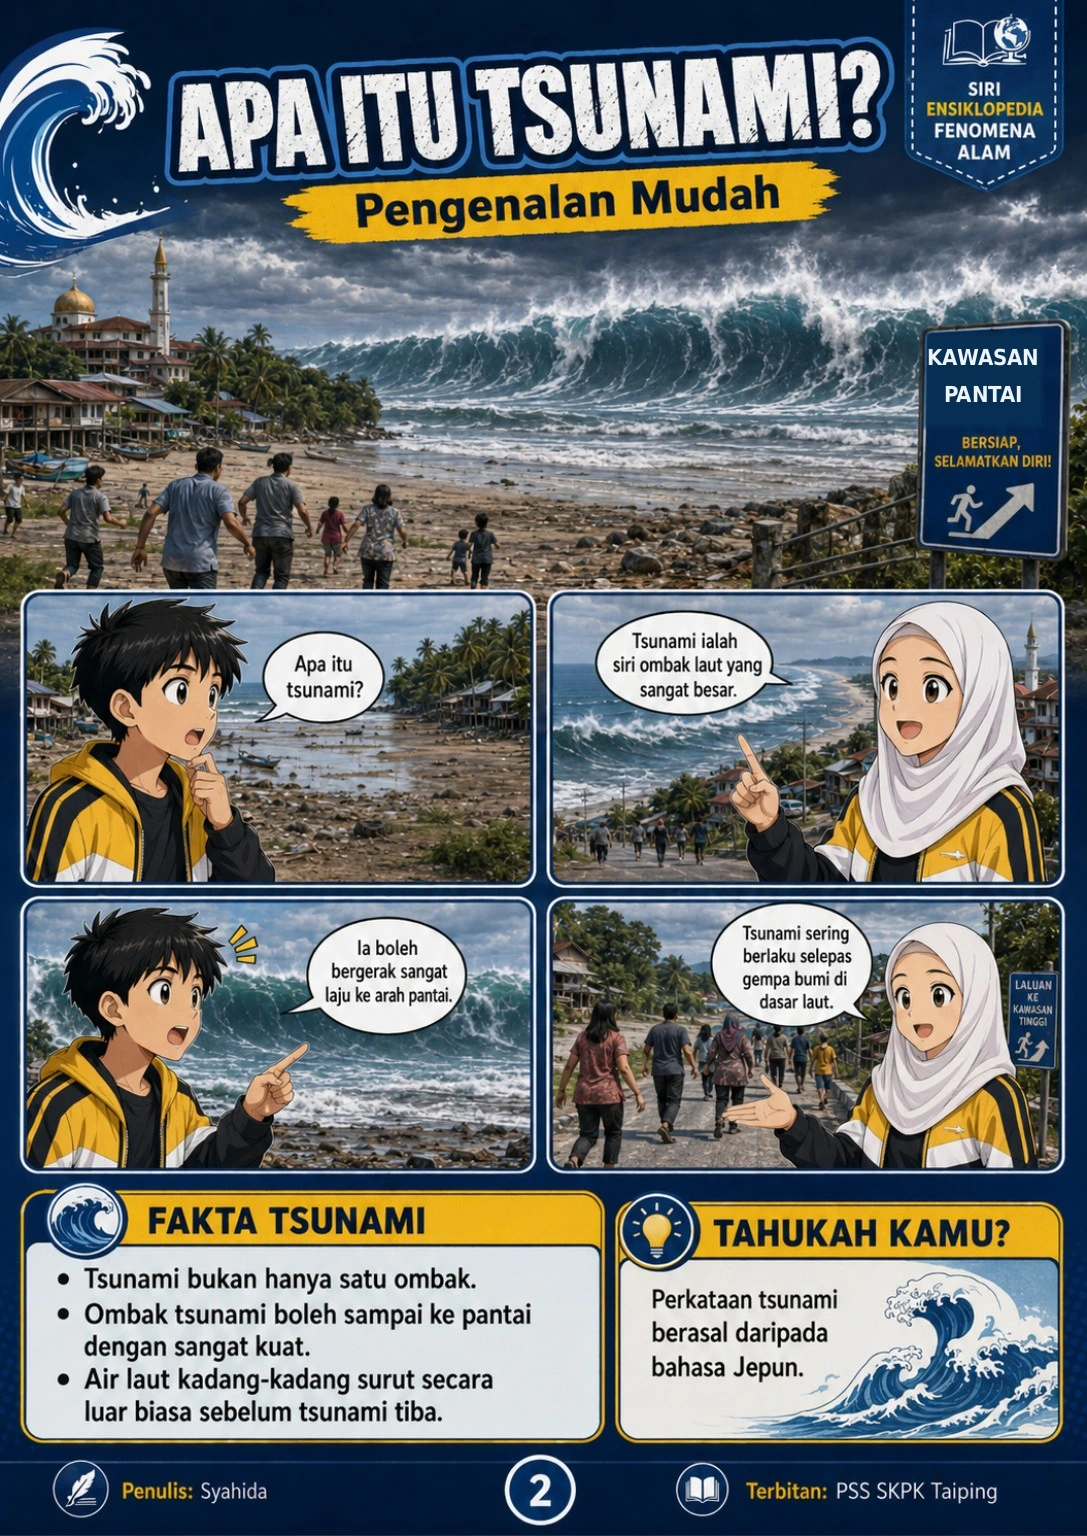 APA ITU TSUNAMI?
Pengenalan Mudah
SIRI
ENSIKLOPEDIA
FENOMENA
ALAM
KAWASAN
PANTAI
BERSIAP,
SELAMATKAN DIRI!
Apa itu
tsunami?
Tsunami ialah
siri ombak laut yang
sangat besar.
Ia boleh
bergerak sangat
laju ke arah pantai.
Tsunami sering
berlaku selepas
gempa bumi di
dasar laut.
LALUAN
KE
KAWASAN
TINGGI
FAKTA TSUNAMI
• Tsunami bukan hanya satu ombak.
• Ombak tsunami boleh sampai ke pantai
dengan sangat kuat.
• Air laut kadang-kadang surut secara
luar biasa sebelum tsunami tiba.
TAHUKAH KAMU?
Perkataan tsunami
berasal daripada
bahasa Jepun.
Penulis: Syahida
2
Terbitan: PSS SKPK Taiping